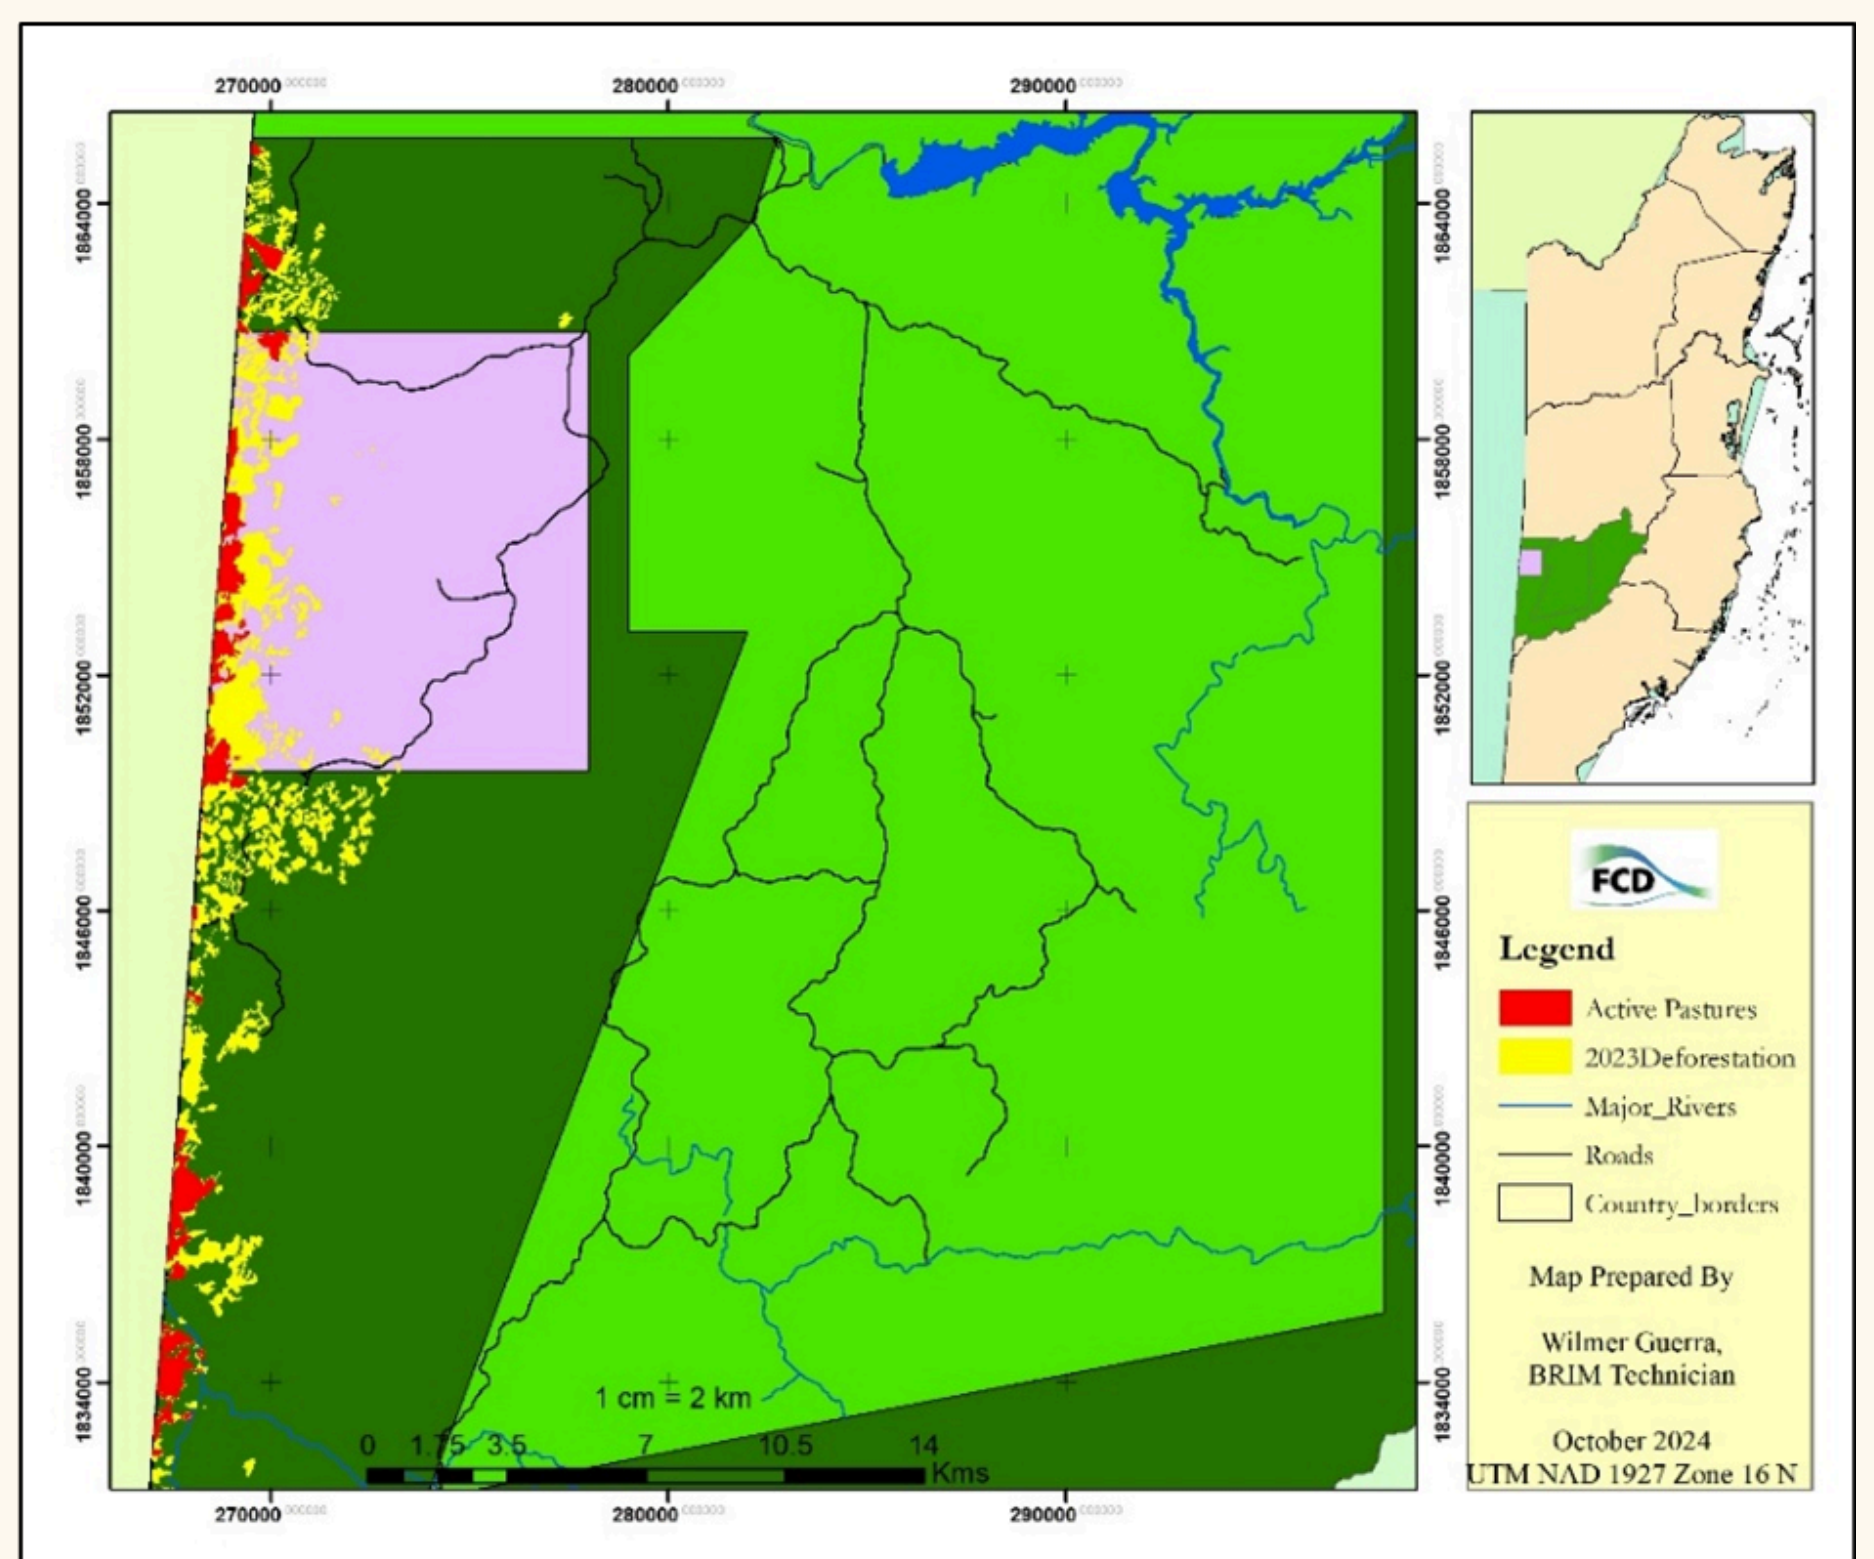 270000 280000 290000
1864000 1864000
1858000 1858000
1852000 1852000
1846000 1846000
1840000 1840000
1834000 1834000
1 cm = 2 km
0 1.75 3.5 7 10.5 14
Kms
270000 280000 290000
FCD
Legend
Active Pastures
2023Deforestation
Major_Rivers
Roads
Country_borders
Map Prepared By
Wilmer Guerra,
BRIM Technician
October 2024
UTM NAD 1927 Zone 16 N